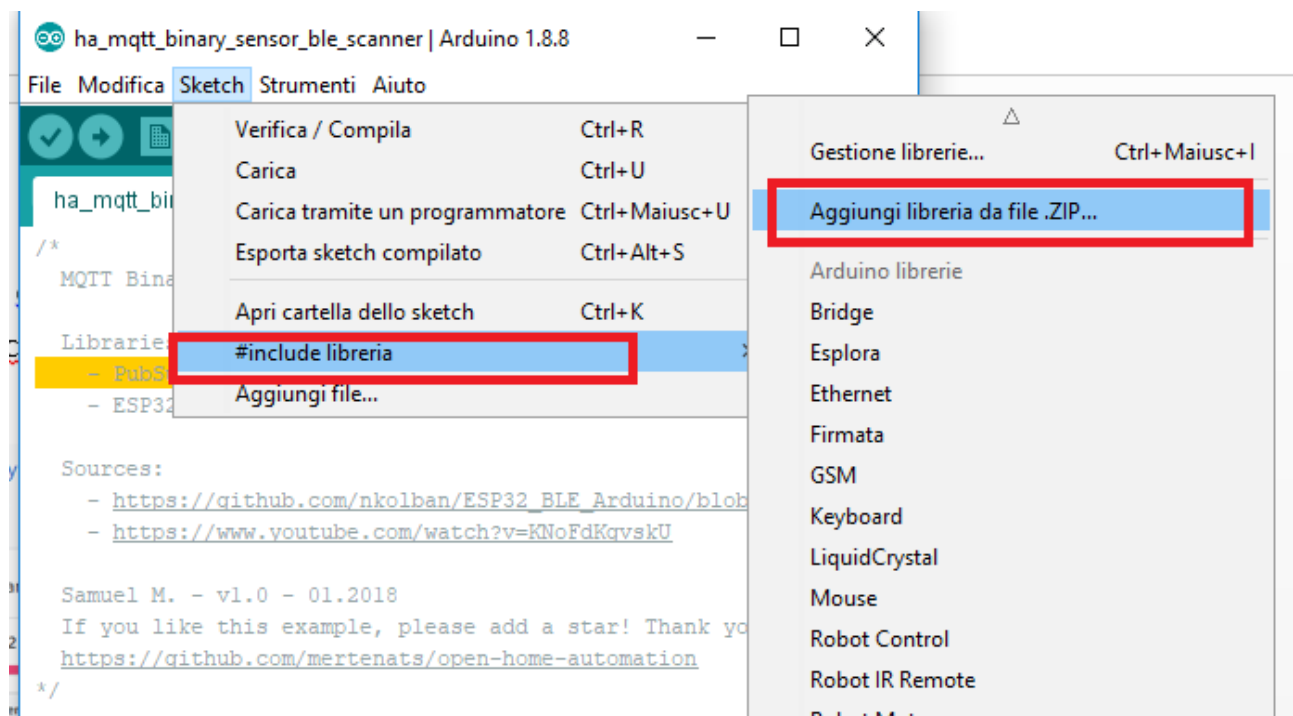 ha_mqtt_binary_sensor_ble_scanner | Arduino 1.8.8
File Modifica Sketch Strumenti Aiuto
Verifica / Compila Ctrl+R
Carica Ctrl+U
Carica tramite un programmatore Ctrl+Maiusc+U
Esporta sketch compilato Ctrl+Alt+S
Apri cartella dello sketch Ctrl+K
#include libreria
Aggiungi file...
Gestione librerie... Ctrl+Maiusc+I
Aggiungi libreria da file .ZIP...
Arduino librerie
Bridge
Esplora
Ethernet
Firmata
GSM
Keyboard
LiquidCrystal
Mouse
Robot Control
Robot IR Remote
ha_mqtt_bi
/*
MQTT Bina
Librarie
- PubS
- ESP32
Sources:
- https://github.com/nkolban/ESP32_BLE_Arduino/blob
- https://www.youtube.com/watch?v=KNoFdKqvskU
Samuel M. - v1.0 - 01.2018
If you like this example, please add a star! Thank yo
https://github.com/mertenats/open-home-automation
*/